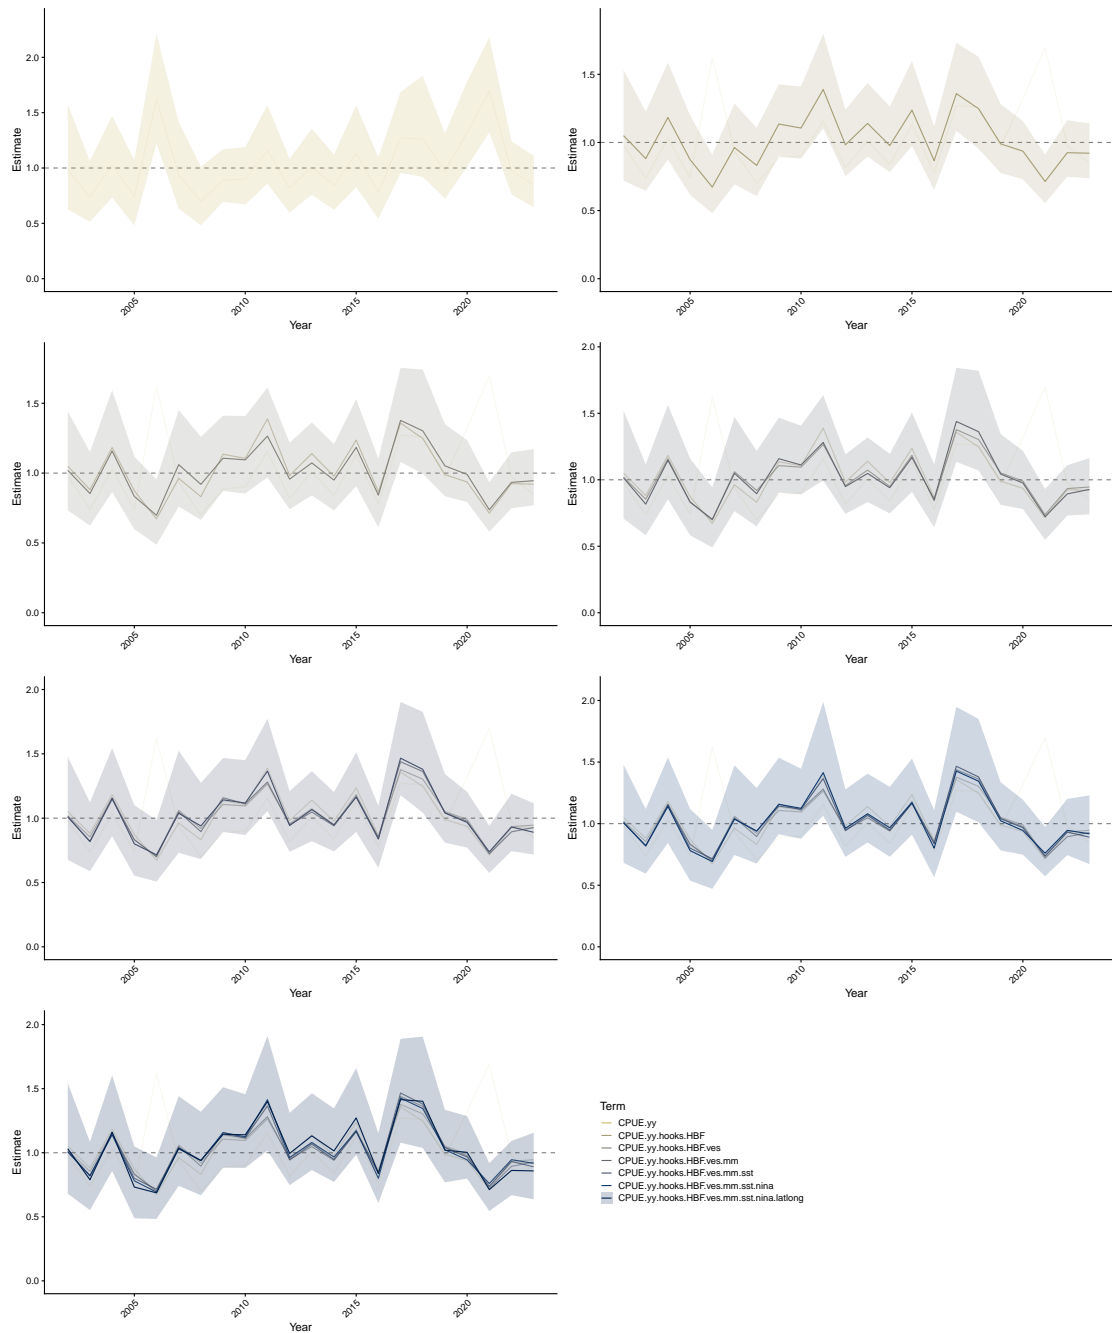 2.0
1.5
1.0
0.5
0.0
Estimate
2005
2010
2015
2020
Year
1.5
1.0
0.5
0.0
Estimate
2005
2010
2015
2020
Year
1.5
1.0
0.5
0.0
Estimate
2005
2010
2015
2020
Year
2.0
1.5
1.0
0.5
0.0
Estimate
2005
2010
2015
2020
Year
2.0
1.5
1.0
0.5
0.0
Estimate
2005
2010
2015
2020
Year
2.0
1.5
1.0
0.5
0.0
Estimate
2005
2010
2015
2020
Year
2.0
1.5
1.0
0.5
0.0
Estimate
2005
2010
2015
2020
Year
Term
CPUE.yy
CPUE.yy.hooks.HBF
CPUE.yy.hooks.HBF.ves
CPUE.yy.hooks.HBF.ves.mm
CPUE.yy.hooks.HBF.ves.mm.sst
CPUE.yy.hooks.HBF.ves.mm.sst.nina
CPUE.yy.hooks.HBF.ves.mm.sst.nina.latlong